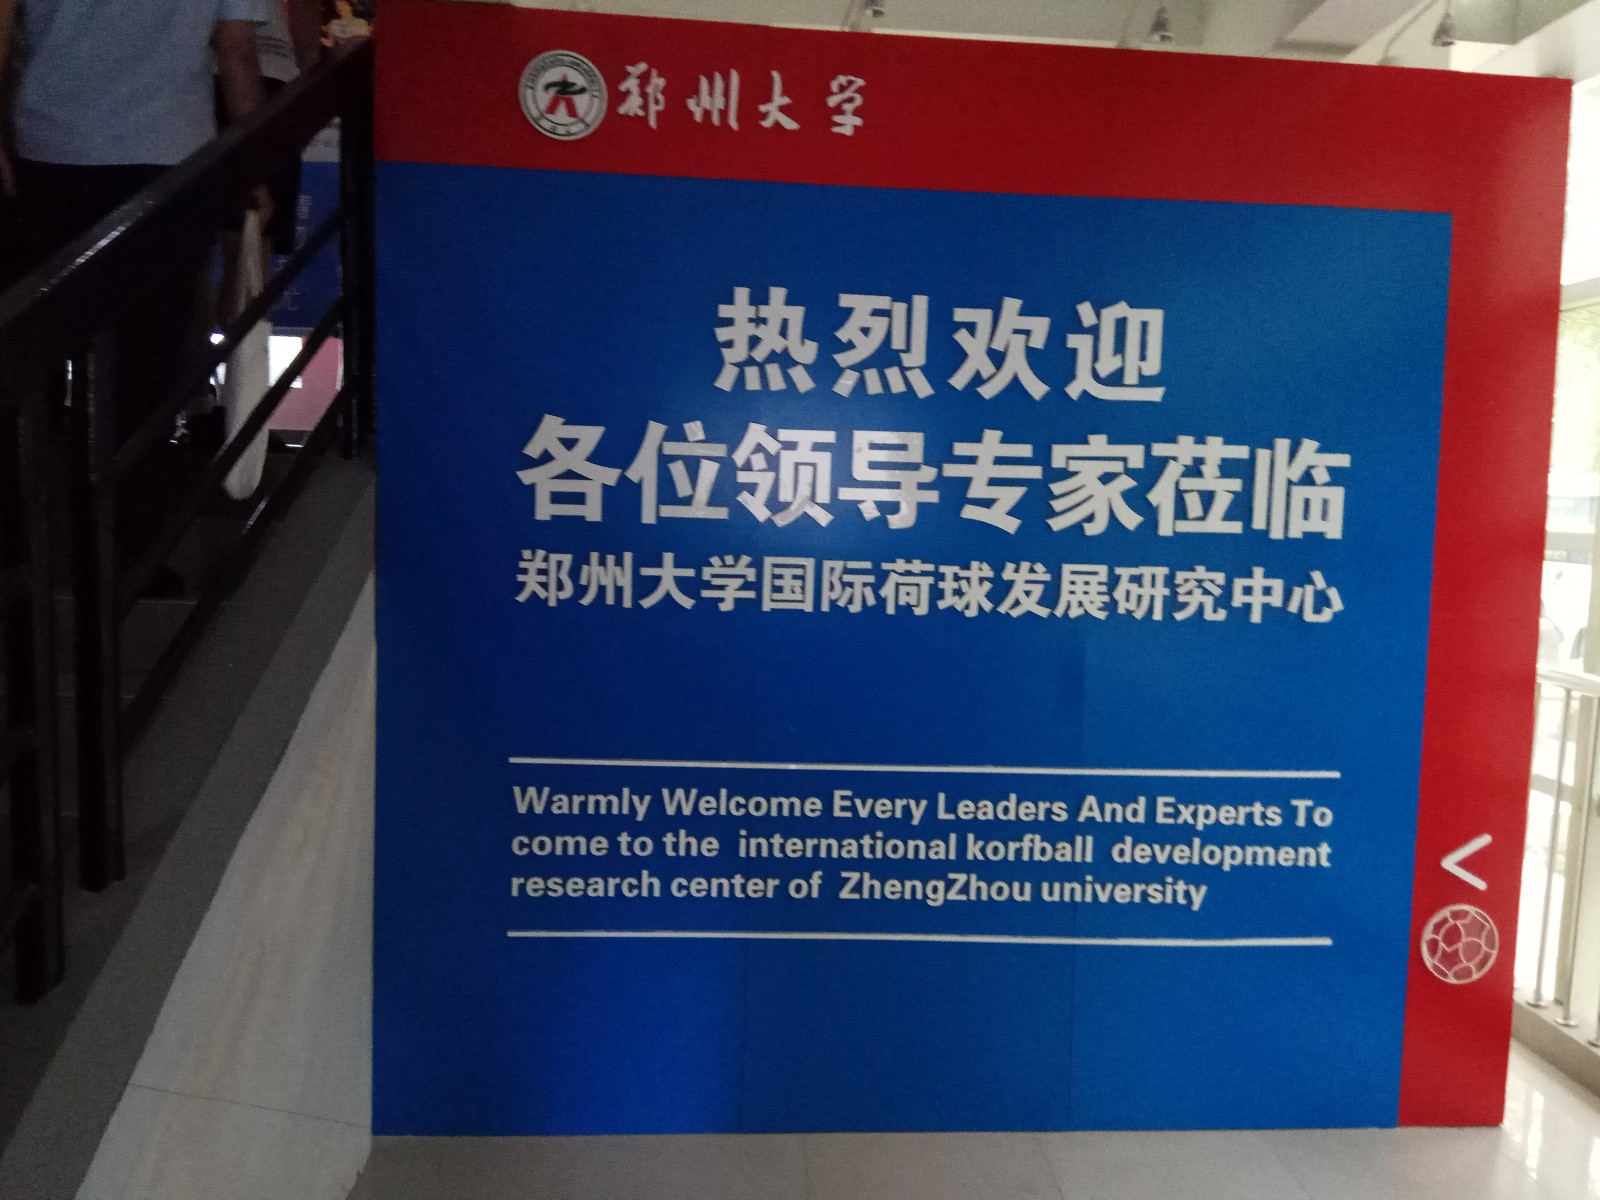 郑州大学
热烈欢迎
各位领导专家莅临
郑州大学国际荷球发展研究中心
Warmly Welcome Every Leaders And Experts To
come to the international korfball development
research center of ZhengZhou university